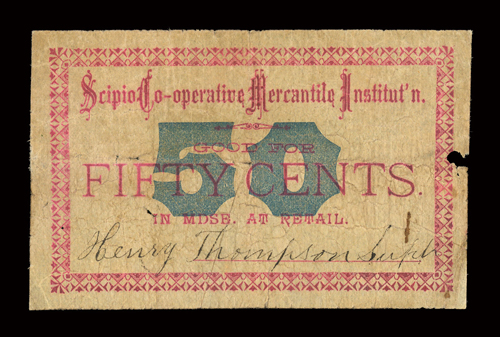 Scipio Co-operative Mercantile Institut'n.
GOOD FOR
50
FIFTY CENTS.
IN MDSE. AT RETAIL.
Henry Thompson Supt